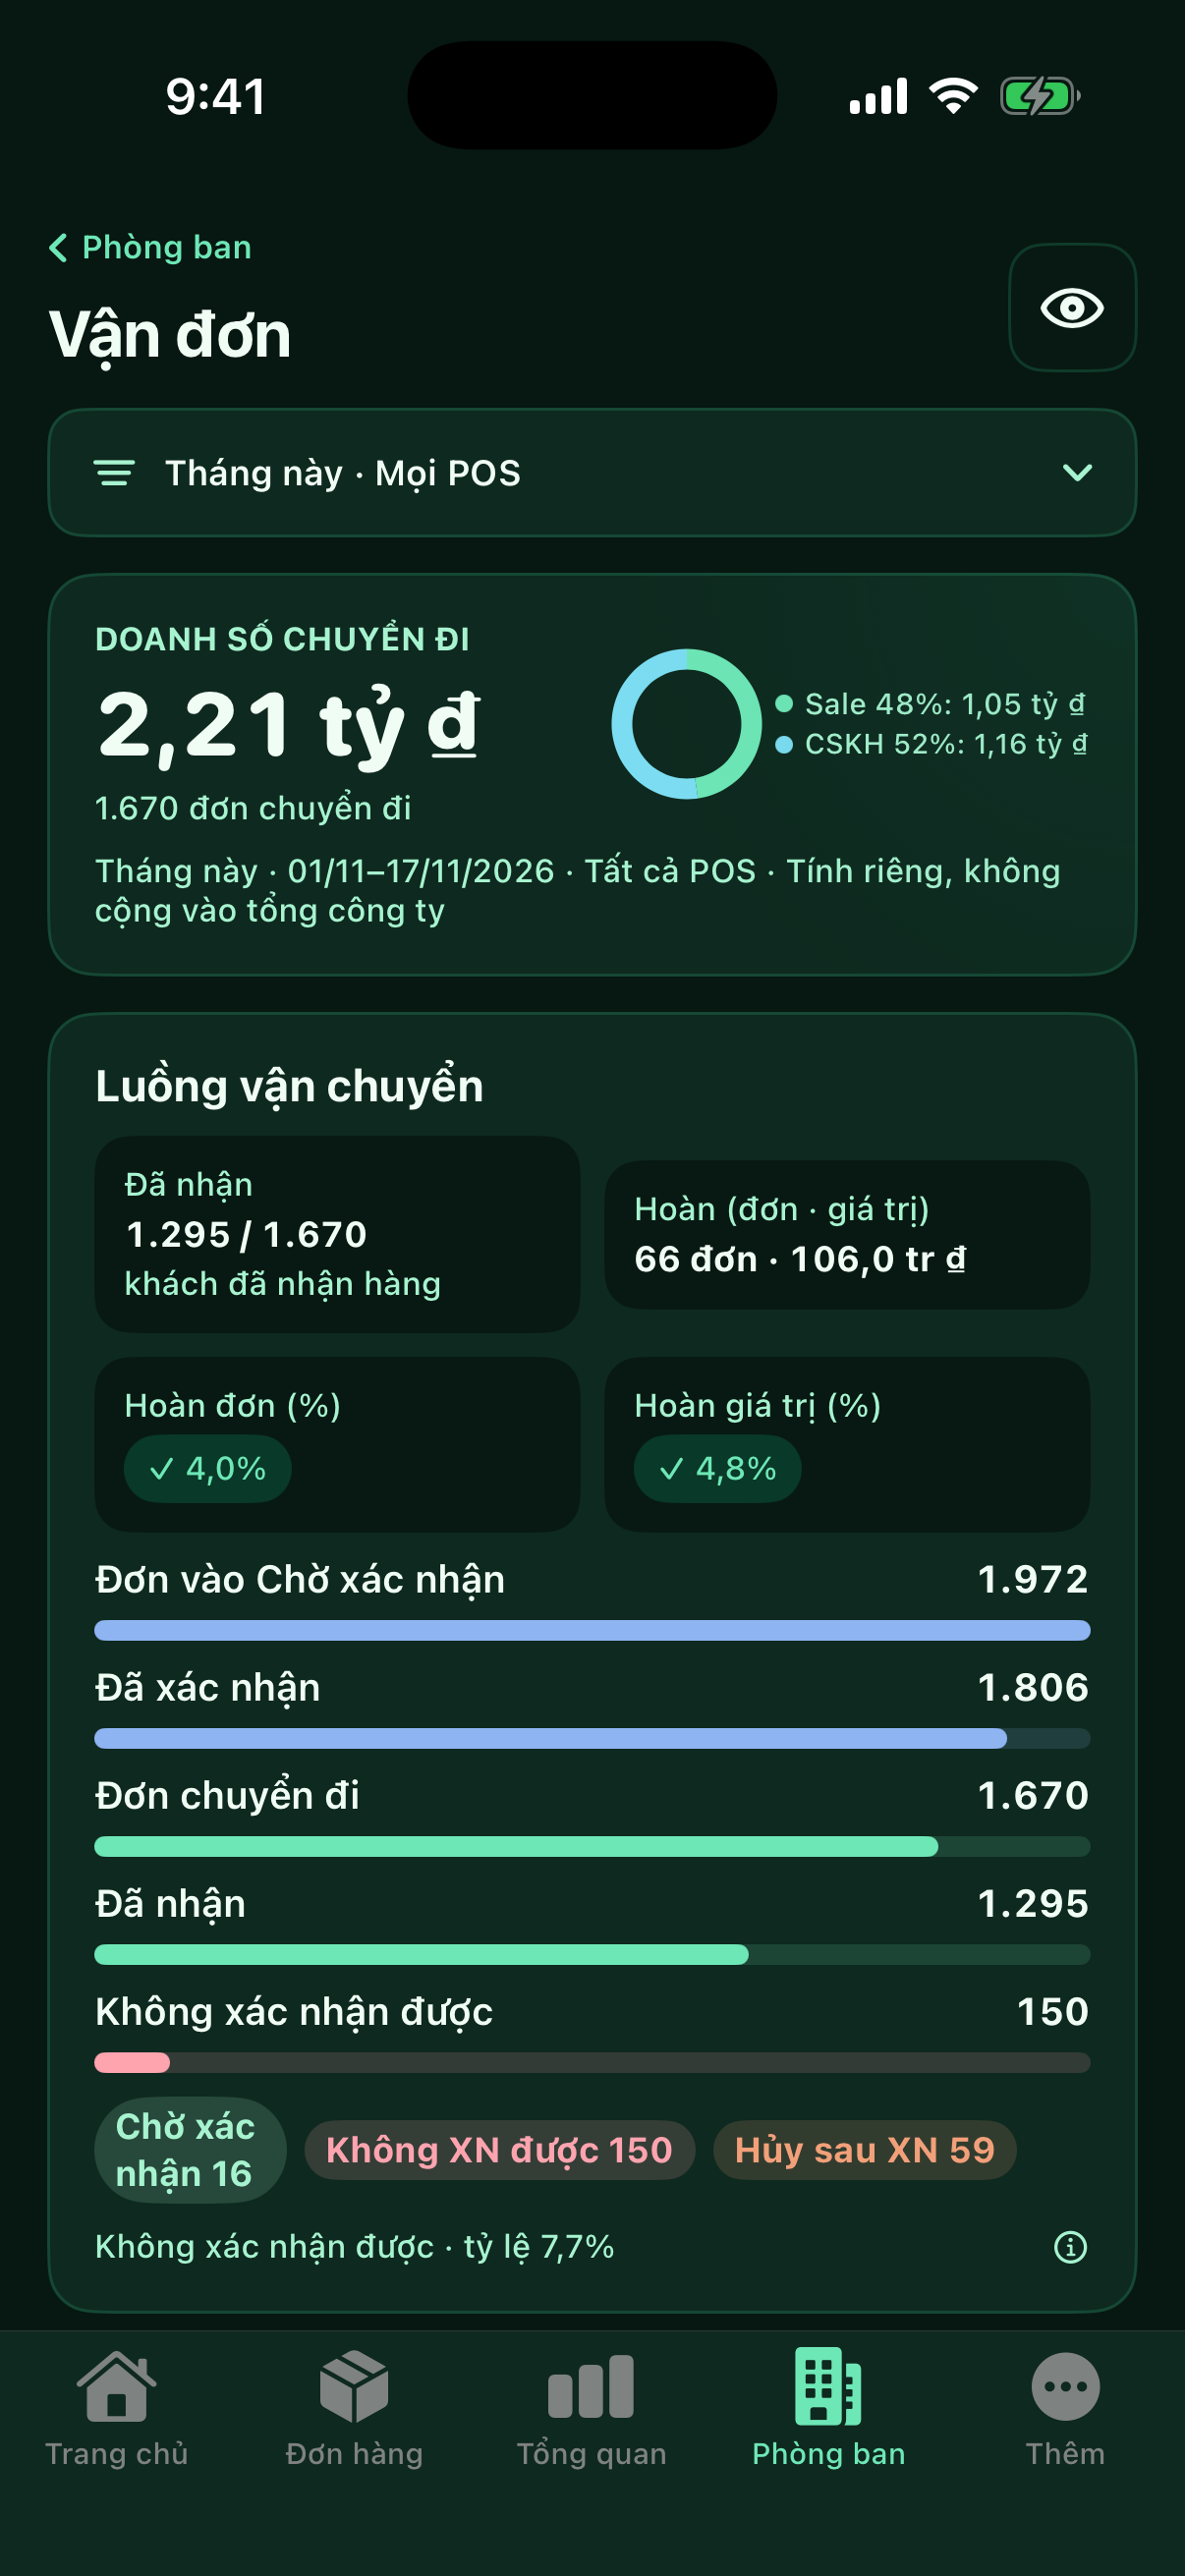 9:41
Phòng ban
Vận đơn
Tháng này · Mọi POS
DOANH SỐ CHUYỂN ĐI
2,21 tỷ ₫
1.670 đơn chuyển đi
Sale 48%: 1,05 tỷ ₫
CSKH 52%: 1,16 tỷ ₫
Tháng này · 01/11–17/11/2026 · Tất cả POS · Tính riêng, không
cộng vào tổng công ty
Luồng vận chuyển
Đã nhận
1.295 / 1.670
khách đã nhận hàng
Hoàn (đơn · giá trị)
66 đơn · 106,0 tr ₫
Hoàn đơn (%)
4,0%
Hoàn giá trị (%)
4,8%
Đơn vào Chờ xác nhận 1.972
Đã xác nhận 1.806
Đơn chuyển đi 1.670
Đã nhận 1.295
Không xác nhận được 150
Chờ xác
nhận 16
Không XN được 150
Hủy sau XN 59
Không xác nhận được · tỷ lệ 7,7%
Trang chủ
Đơn hàng
Tổng quan
Phòng ban
Thêm